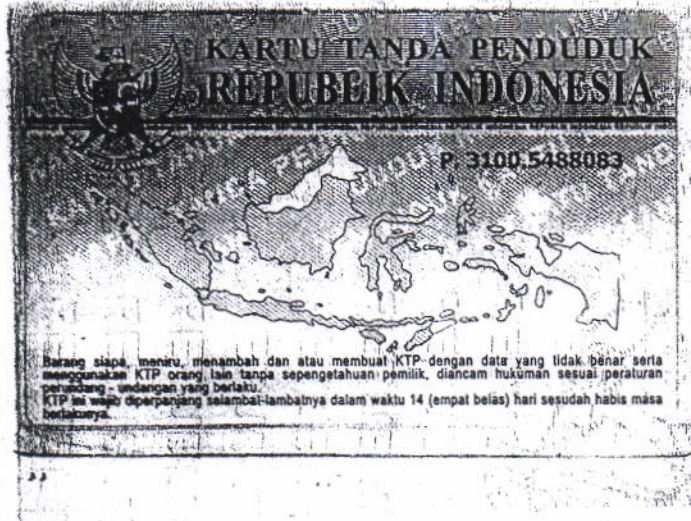 KARTU TANDA PENDUDUK
REPUBLIK INDONESIA
P. 3100.5488083
Barang siapa, meniru, menambah dan atau membuat KTP dengan data yang tidak benar serta
menggunakan KTP orang lain tanpa sepengetahuan pemilik, diancam hukuman sesuai peraturan
perundang - undangan yang berlaku.
KTP ini wajib diperpanjang selambat-lambatnya dalam waktu 14 (empat belas) hari sesudah habis masa
berlakunya.